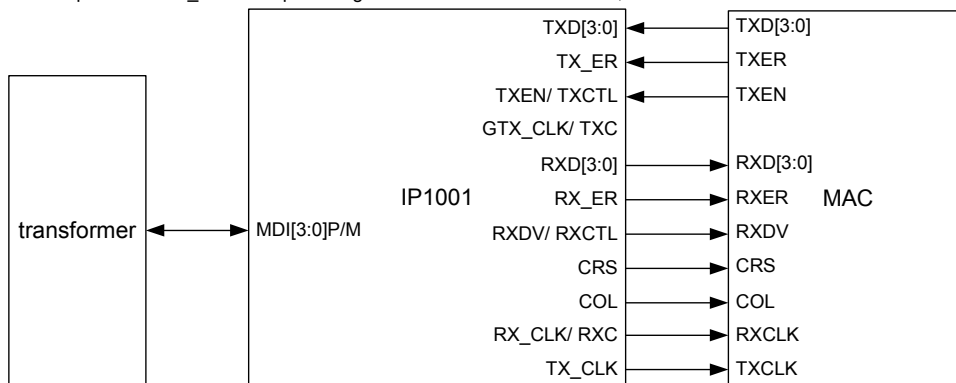 TXD[3:0] TXD[3:0]
TX_ER TXER
TXEN/ TXCTL TXEN
GTX_CLK/ TXC
RXD[3:0] RXD[3:0]
IP1001 RX_ER RXER MAC
transformer MDI[3:0]P/M RXDV/ RXCTL RXDV
CRS CRS
COL COL
RX_CLK/ RXC RXCLK
TX_CLK TXCLK